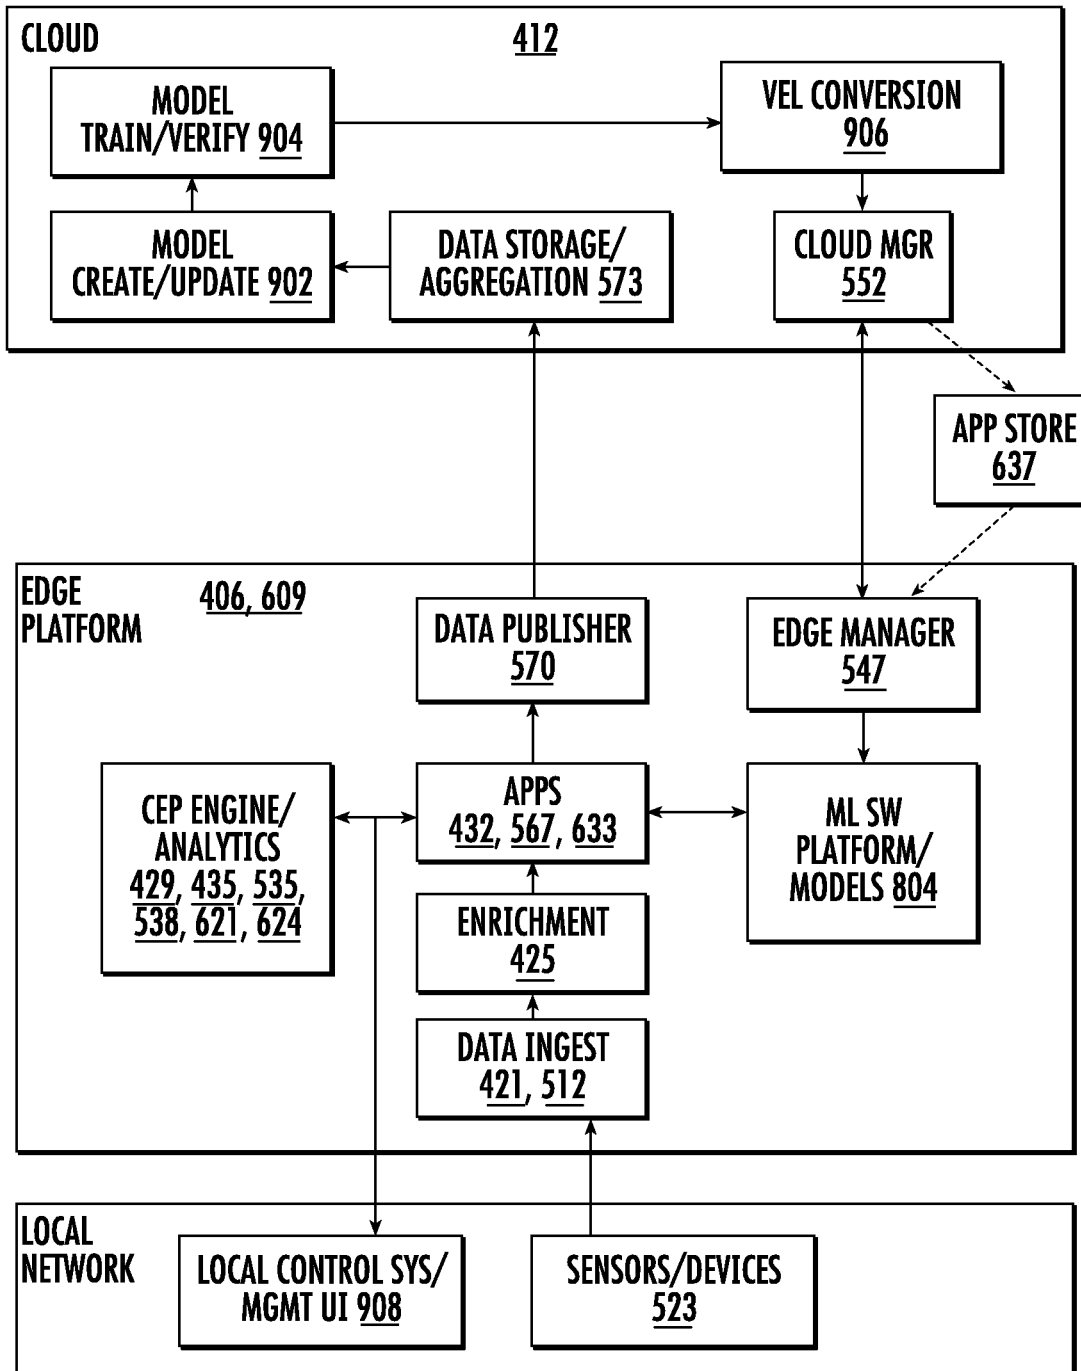 CLOUD
412
MODEL
TRAIN/VERIFY 904
VEL CONVERSION
906
MODEL
CREATE/UPDATE 902
DATA STORAGE/
AGGREGATION 573
CLOUD MGR
552
APP STORE
637
EDGE
PLATFORM
406, 609
DATA PUBLISHER
570
EDGE MANAGER
547
CEP ENGINE/
ANALYTICS
429, 435, 535,
538, 621, 624
APPS
432, 567, 633
ML SW
PLATFORM/
MODELS 804
ENRICHMENT
425
DATA INGEST
421, 512
LOCAL
NETWORK
LOCAL CONTROL SYS/
MGMT UI 908
SENSORS/DEVICES
523